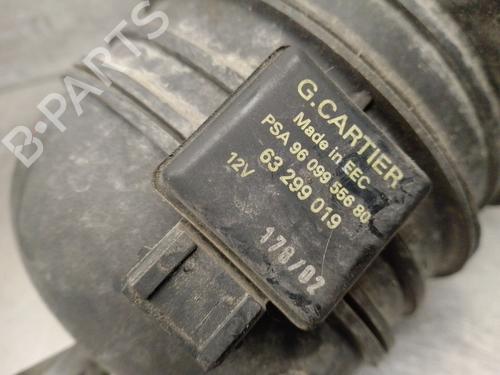 G.CARTIER
Made in EEC
PSA 96 099 556 80
63 299 019
12V
178/02
B-PARTS